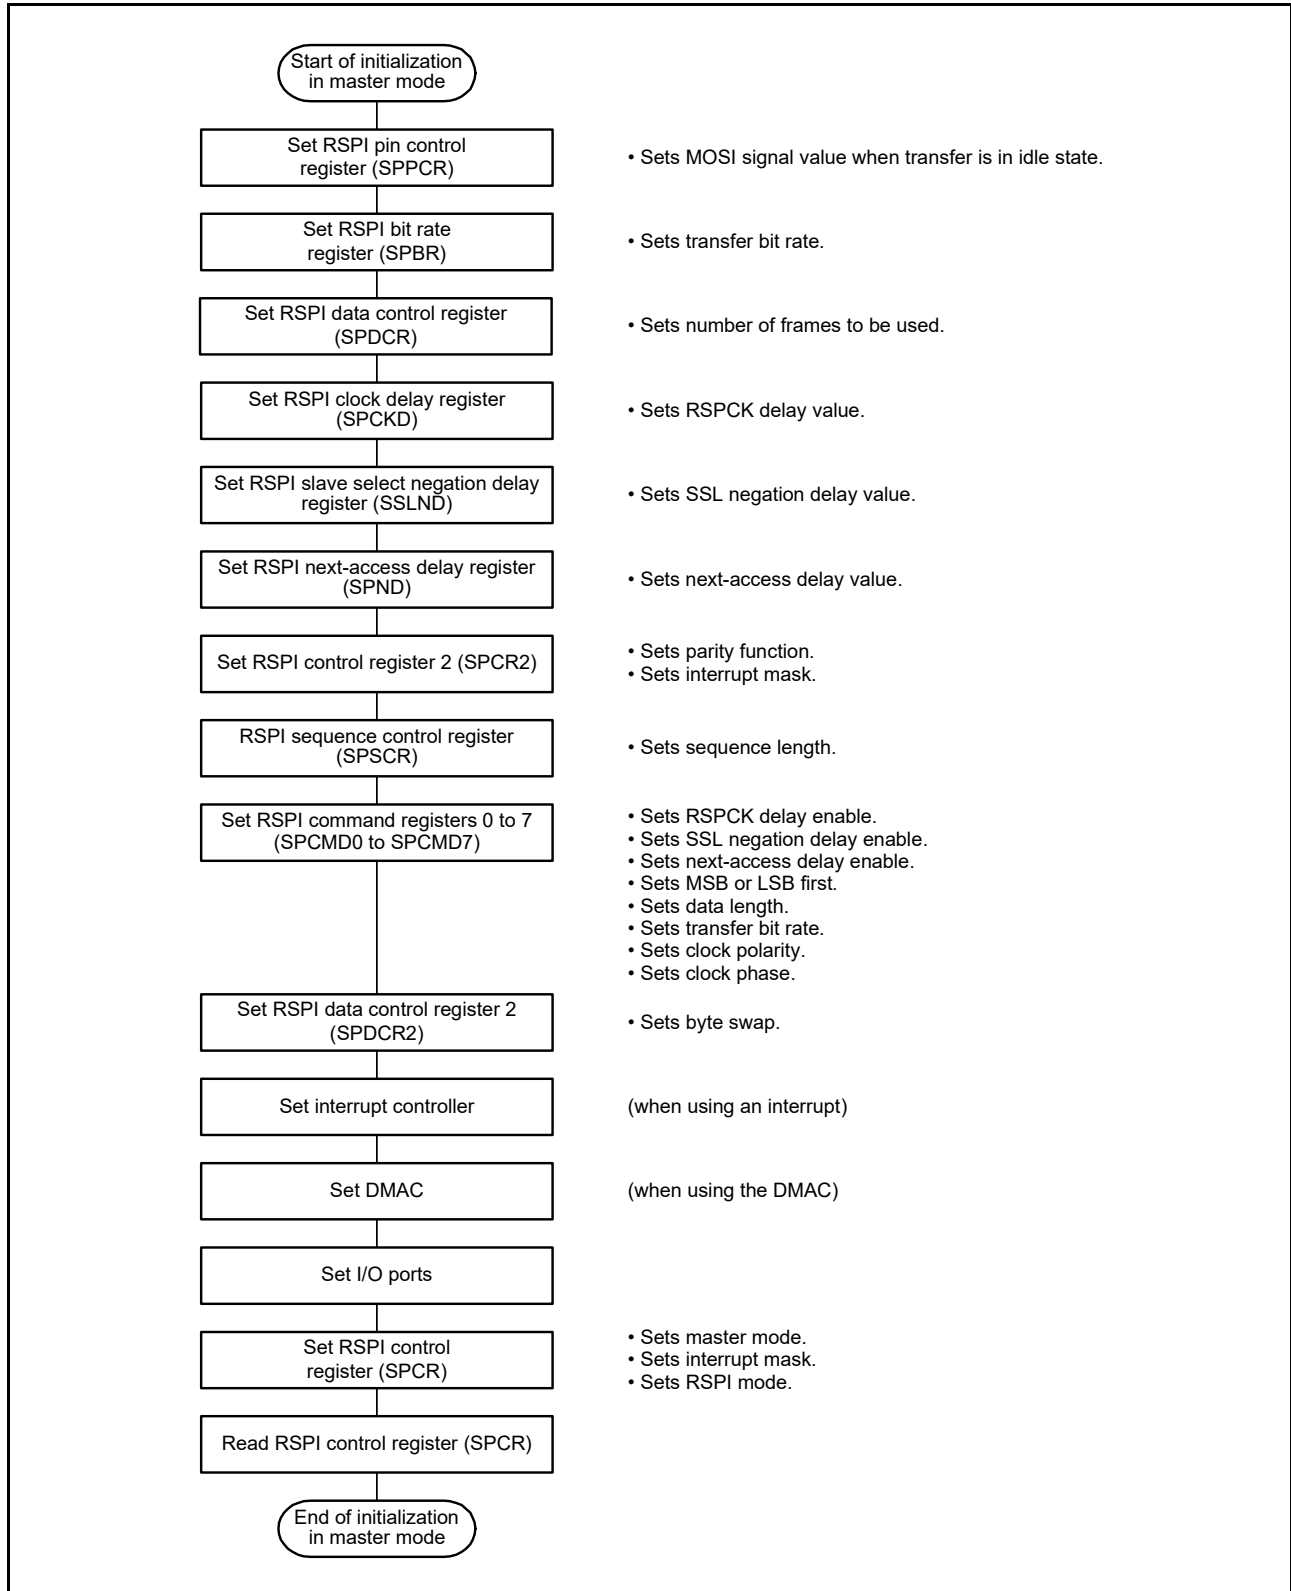 Start of initialization
in master mode
Set RSPI pin control
register (SPPCR)
• Sets MOSI signal value when transfer is in idle state.
Set RSPI bit rate
register (SPBR)
• Sets transfer bit rate.
Set RSPI data control register
(SPDCR)
• Sets number of frames to be used.
Set RSPI clock delay register
(SPCKD)
• Sets RSPCK delay value.
Set RSPI slave select negation delay
register (SSLND)
• Sets SSL negation delay value.
Set RSPI next-access delay register
(SPND)
• Sets next-access delay value.
Set RSPI control register 2 (SPCR2)
• Sets parity function.
• Sets interrupt mask.
RSPI sequence control register
(SPSCR)
• Sets sequence length.
Set RSPI command registers 0 to 7
(SPCMD0 to SPCMD7)
• Sets RSPCK delay enable.
• Sets SSL negation delay enable.
• Sets next-access delay enable.
• Sets MSB or LSB first.
• Sets data length.
• Sets transfer bit rate.
• Sets clock polarity.
• Sets clock phase.
Set RSPI data control register 2
(SPDCR2)
• Sets byte swap.
Set interrupt controller
(when using an interrupt)
Set DMAC
(when using the DMAC)
Set I/O ports
Set RSPI control
register (SPCR)
• Sets master mode.
• Sets interrupt mask.
• Sets RSPI mode.
Read RSPI control register (SPCR)
End of initialization
in master mode